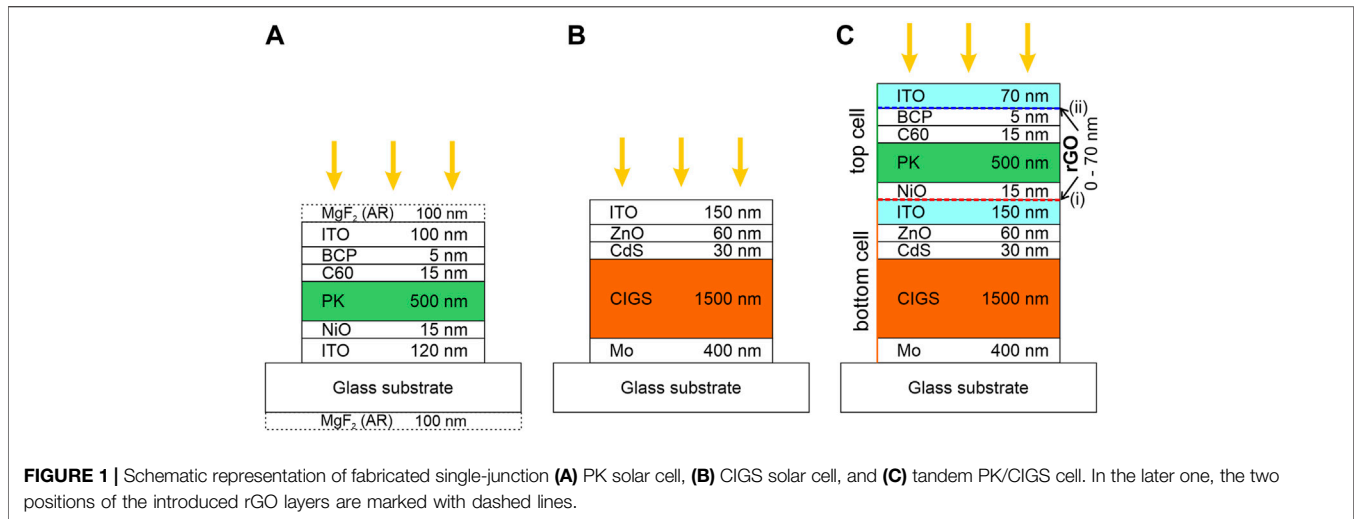 A
MgF₂ (AR) 100 nm
ITO 100 nm
BCP 5 nm
C60 15 nm
PK 500 nm
NiO 15 nm
ITO 120 nm
Glass substrate
MgF₂ (AR) 100 nm
B
ITO 150 nm
ZnO 60 nm
CdS 30 nm
CIGS 1500 nm
Mo 400 nm
Glass substrate
C
top cell
bottom cell
ITO 70 nm
BCP 5 nm
C60 15 nm
PK 500 nm
NiO 15 nm
ITO 150 nm
ZnO 60 nm
CdS 30 nm
CIGS 1500 nm
Mo 400 nm
Glass substrate
(ii)
rGO
0 - 70 nm
(i)
FIGURE 1 | Schematic representation of fabricated single-junction (A) PK solar cell, (B) CIGS solar cell, and (C) tandem PK/CIGS cell. In the later one, the two
positions of the introduced rGO layers are marked with dashed lines.